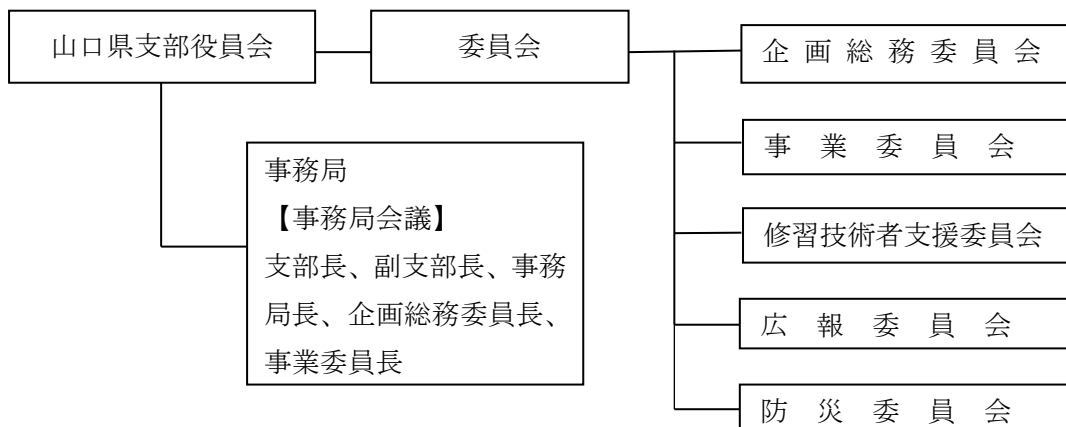 山口県支部役員会
委員会
企画総務委員会
事業委員会
修習技術者支援委員会
広報委員会
防災委員会
事務局
【事務局会議】
支部長、副支部長、事務
局長、企画総務委員長、
事業委員長